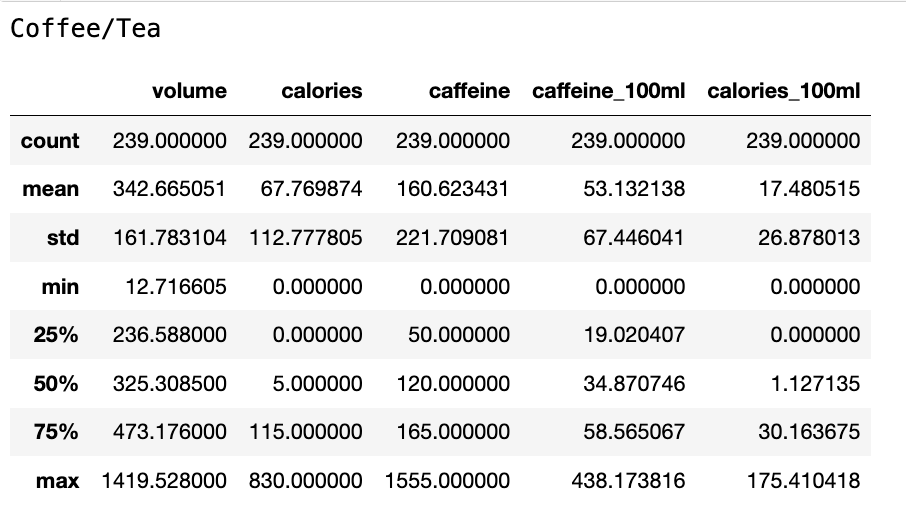 Coffee/Tea
volume calories caffeine caffeine_100ml calories_100ml
count 239.000000 239.000000 239.000000 239.000000 239.000000
mean 342.665051 67.769874 160.623431 53.132138 17.480515
std 161.783104 112.777805 221.709081 67.446041 26.878013
min 12.716605 0.000000 0.000000 0.000000 0.000000
25% 236.588000 0.000000 50.000000 19.020407 0.000000
50% 325.308500 5.000000 120.000000 34.870746 1.127135
75% 473.176000 115.000000 165.000000 58.565067 30.163675
max 1419.528000 830.000000 1555.000000 438.173816 175.410418